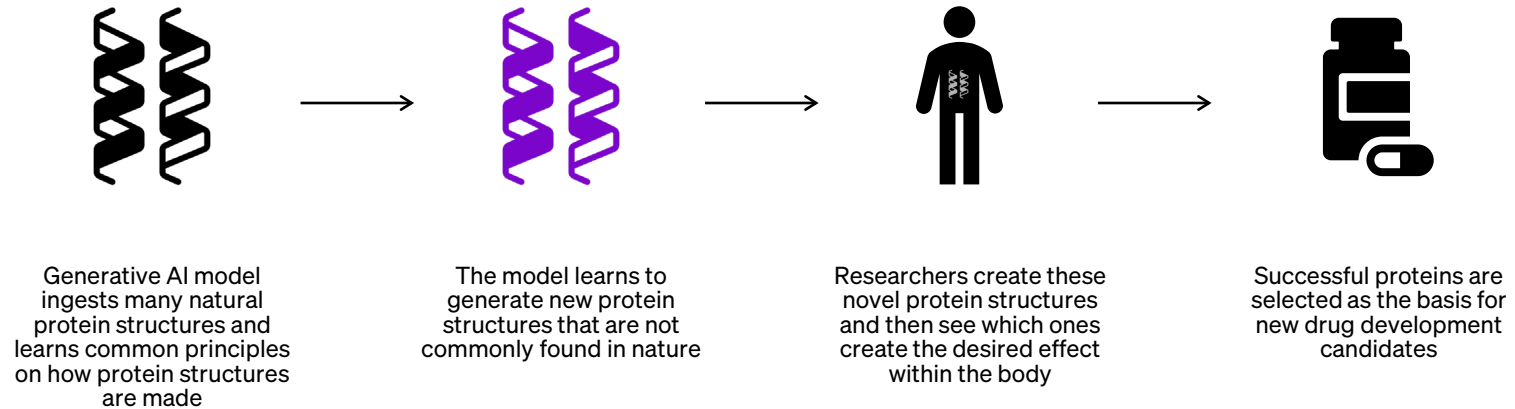 Generative AI model
ingests many natural
protein structures and
learns common principles
on how protein structures
are made
The model learns to
generate new protein
structures that are not
commonly found in nature
Researchers create these
novel protein structures
and then see which ones
create the desired effect
within the body
Successful proteins are
selected as the basis for
new drug development
candidates